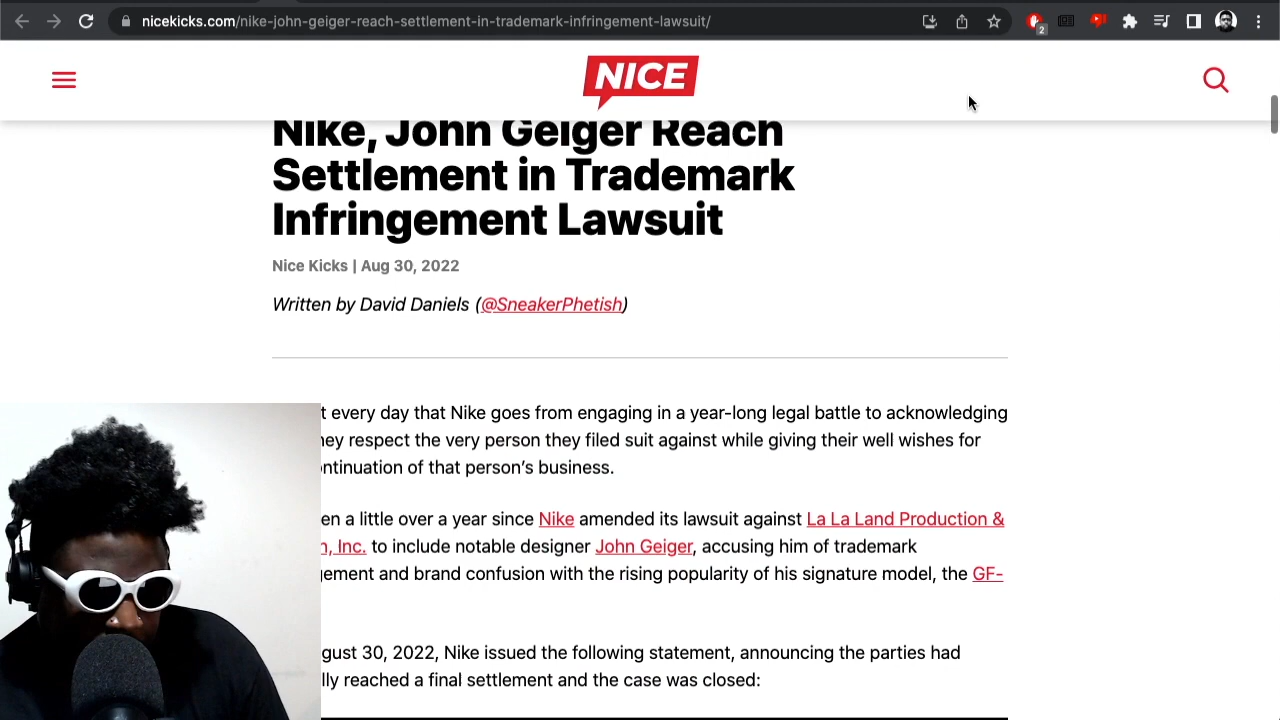 nicekicks.com/nike-john-geiger-reach-settlement-in-trademark-infringement-lawsuit/
2
NICE
Nike, John Geiger Reach
Settlement in Trademark
Infringement Lawsuit
Nice Kicks | Aug 30, 2022
Written by David Daniels (@SneakerPhetish)
t every day that Nike goes from engaging in a year-long legal battle to acknowledging
hey respect the very person they filed suit against while giving their well wishes for
ntinuation of that person's business.
en a little over a year since Nike amended its lawsuit against La La Land Production &
n, Inc. to include notable designer John Geiger, accusing him of trademark
gement and brand confusion with the rising popularity of his signature model, the GF-
gust 30, 2022, Nike issued the following statement, announcing the parties had
lly reached a final settlement and the case was closed: